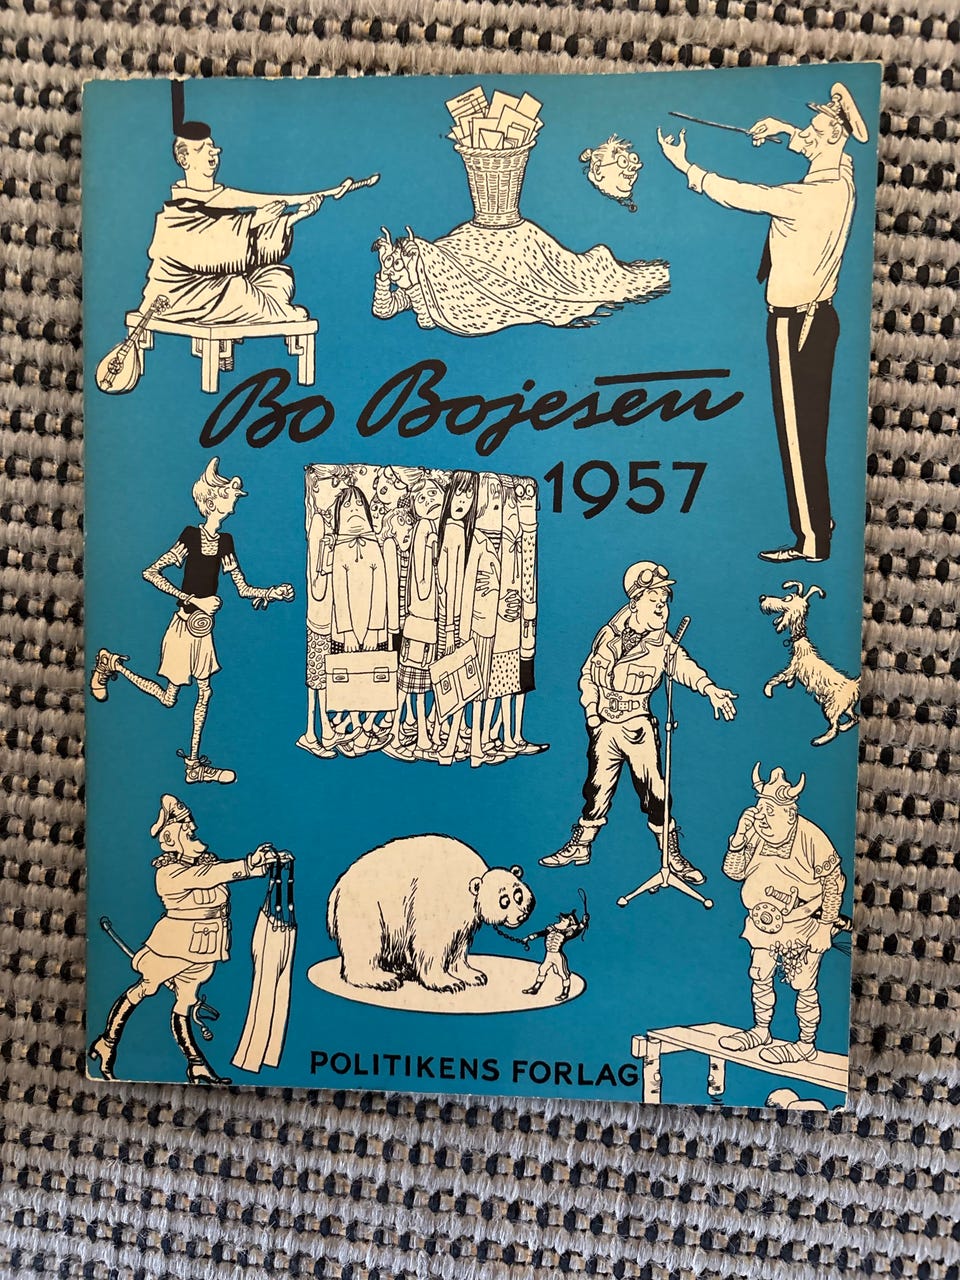 Bo Bojesen
1957
POLITIKENS FORLAG